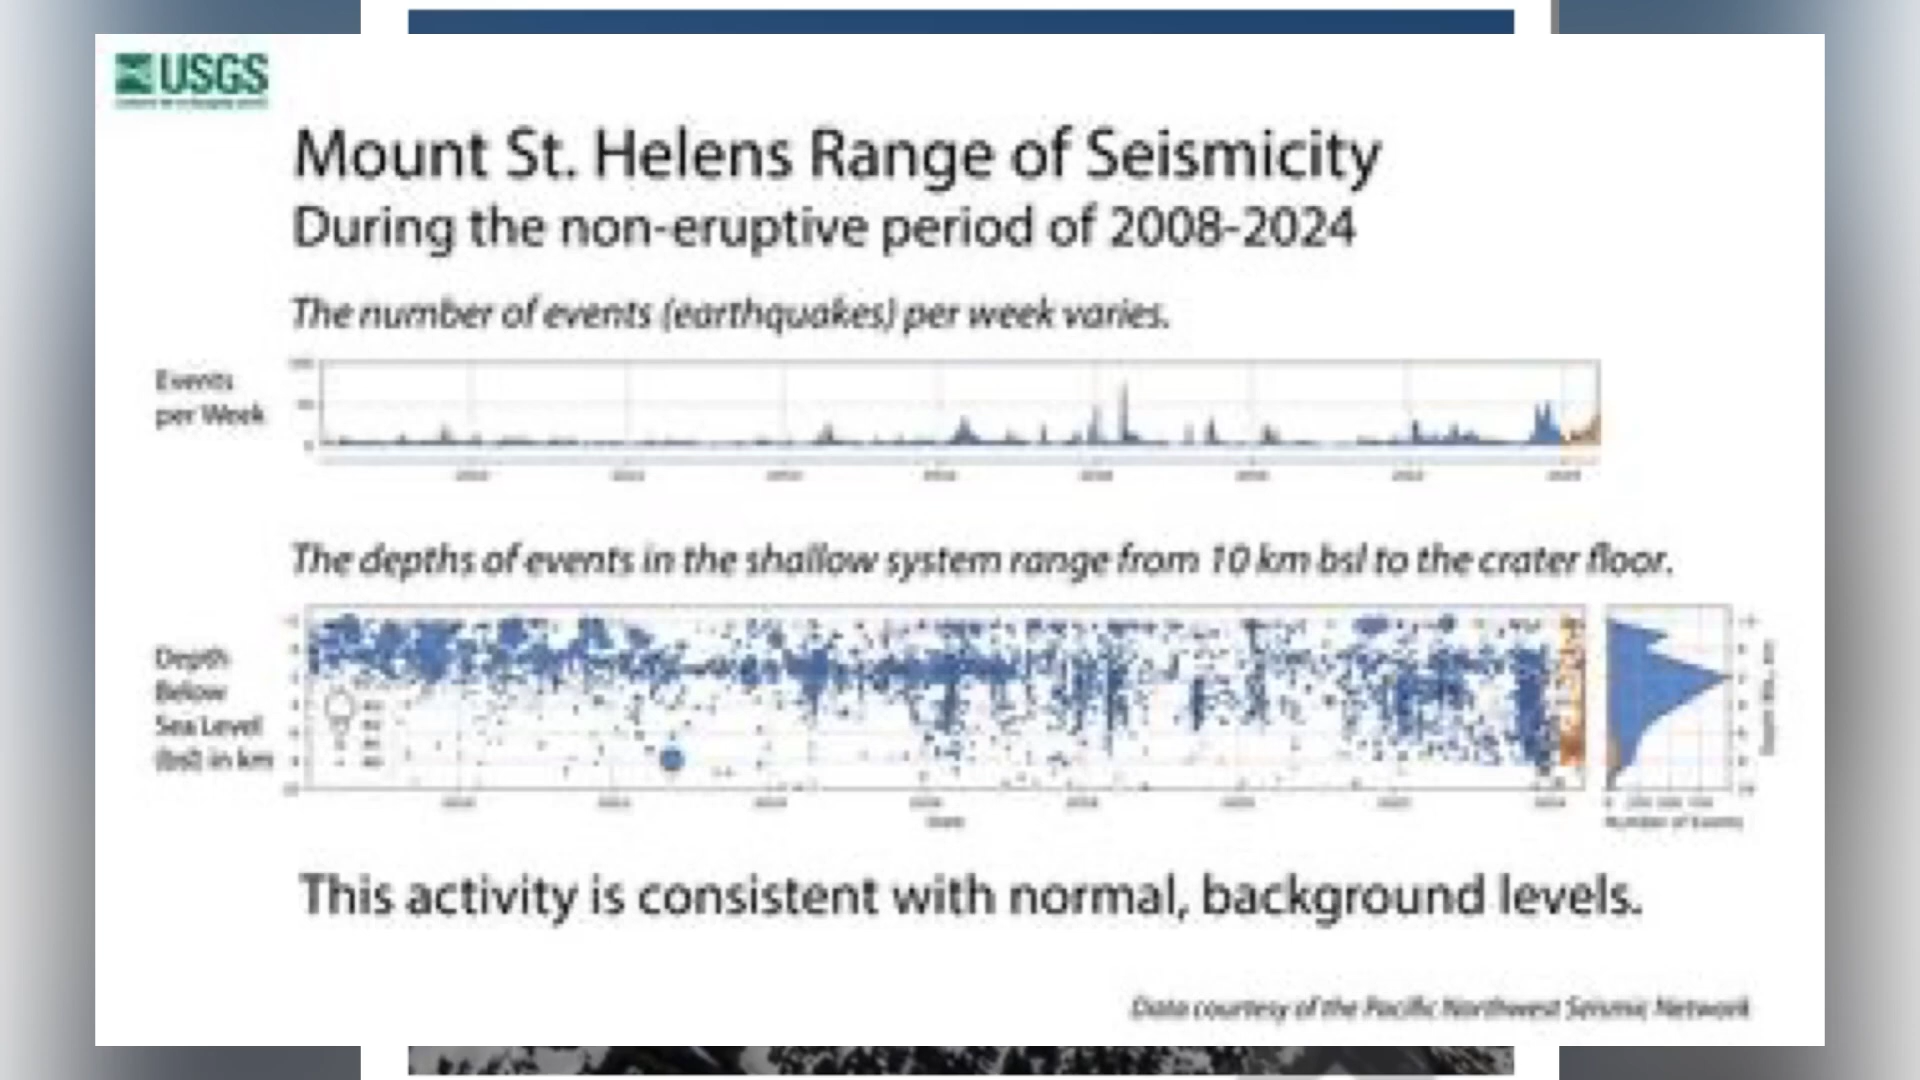 USGS
Mount St. Helens Range of Seismicity
During the non-eruptive period of 2008-2024
The number of events (earthquakes) per week varies.
Events
per Week
The depths of events in the shallow system range from 10 km bsl to the crater floor.
Depth
Below
Sea Level
(bsl) in km
Number of Events
This activity is consistent with normal, background levels.
Data courtesy of the Pacific Northwest Seismic Network